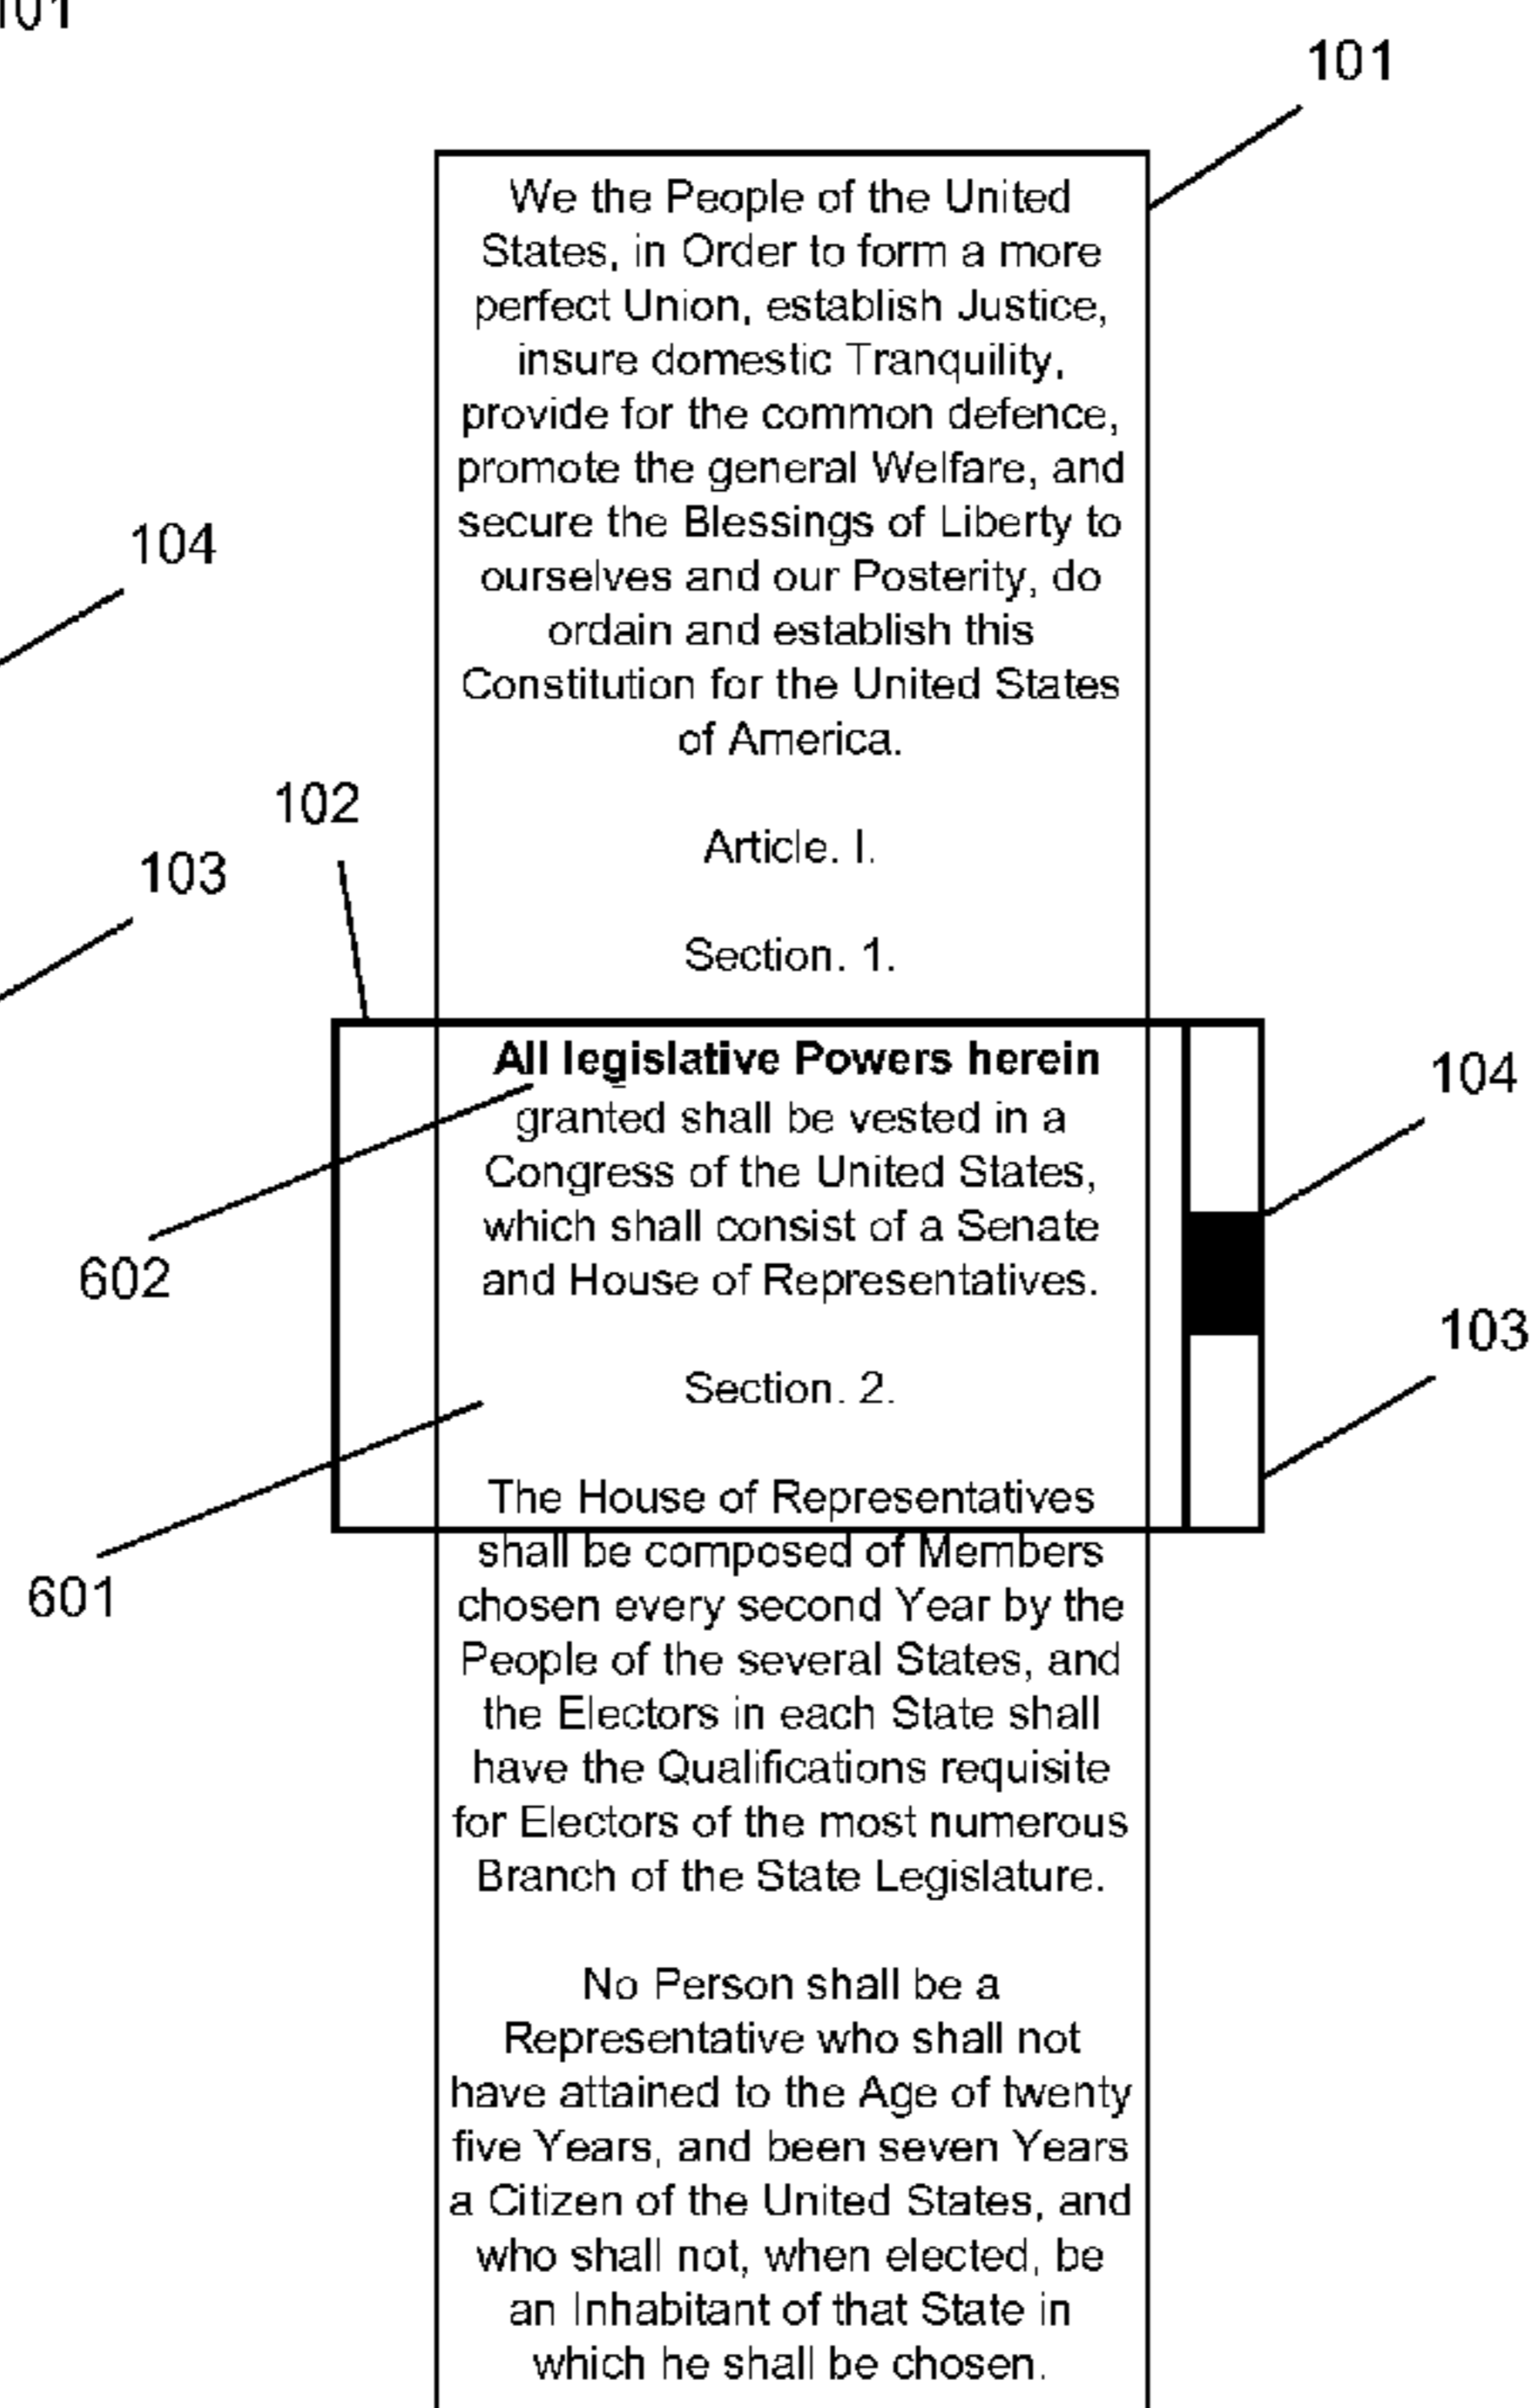 101
101
We the People of the United
States, in Order to form a more
perfect Union, establish Justice,
insure domestic Tranquility,
provide for the common defence,
promote the general Welfare, and
secure the Blessings of Liberty to
ourselves and our Posterity, do
ordain and establish this
Constitution for the United States
of America.
104
102
103
Article. I.
Section. 1.
All legislative Powers herein
granted shall be vested in a
Congress of the United States,
which shall consist of a Senate
and House of Representatives.
104
602
103
Section. 2.
The House of Representatives
601
shall be composed of Members
chosen every second Year by the
People of the several States, and
the Electors in each State shall
have the Qualifications requisite
for Electors of the most numerous
Branch of the State Legislature.
No Person shall be a
Representative who shall not
have attained to the Age of twenty
five Years, and been seven Years
a Citizen of the United States, and
who shall not, when elected, be
an Inhabitant of that State in
which he shall be chosen.